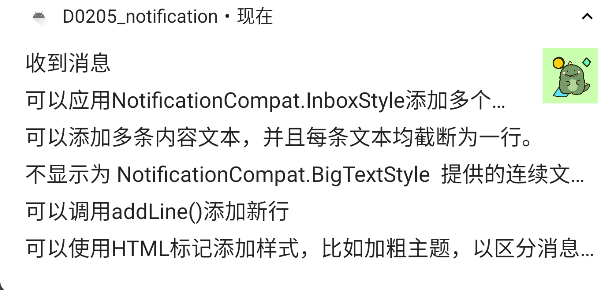 D0205_notification • 现在
收到消息
可以应用NotificationCompat.InboxStyle添加多个...
可以添加多条内容文本，并且每条文本均截断为一行。
不显示为 NotificationCompat.BigTextStyle 提供的连续文...
可以调用addLine()添加新行
可以使用HTML标记添加样式，比如加粗主题，以区分消息...